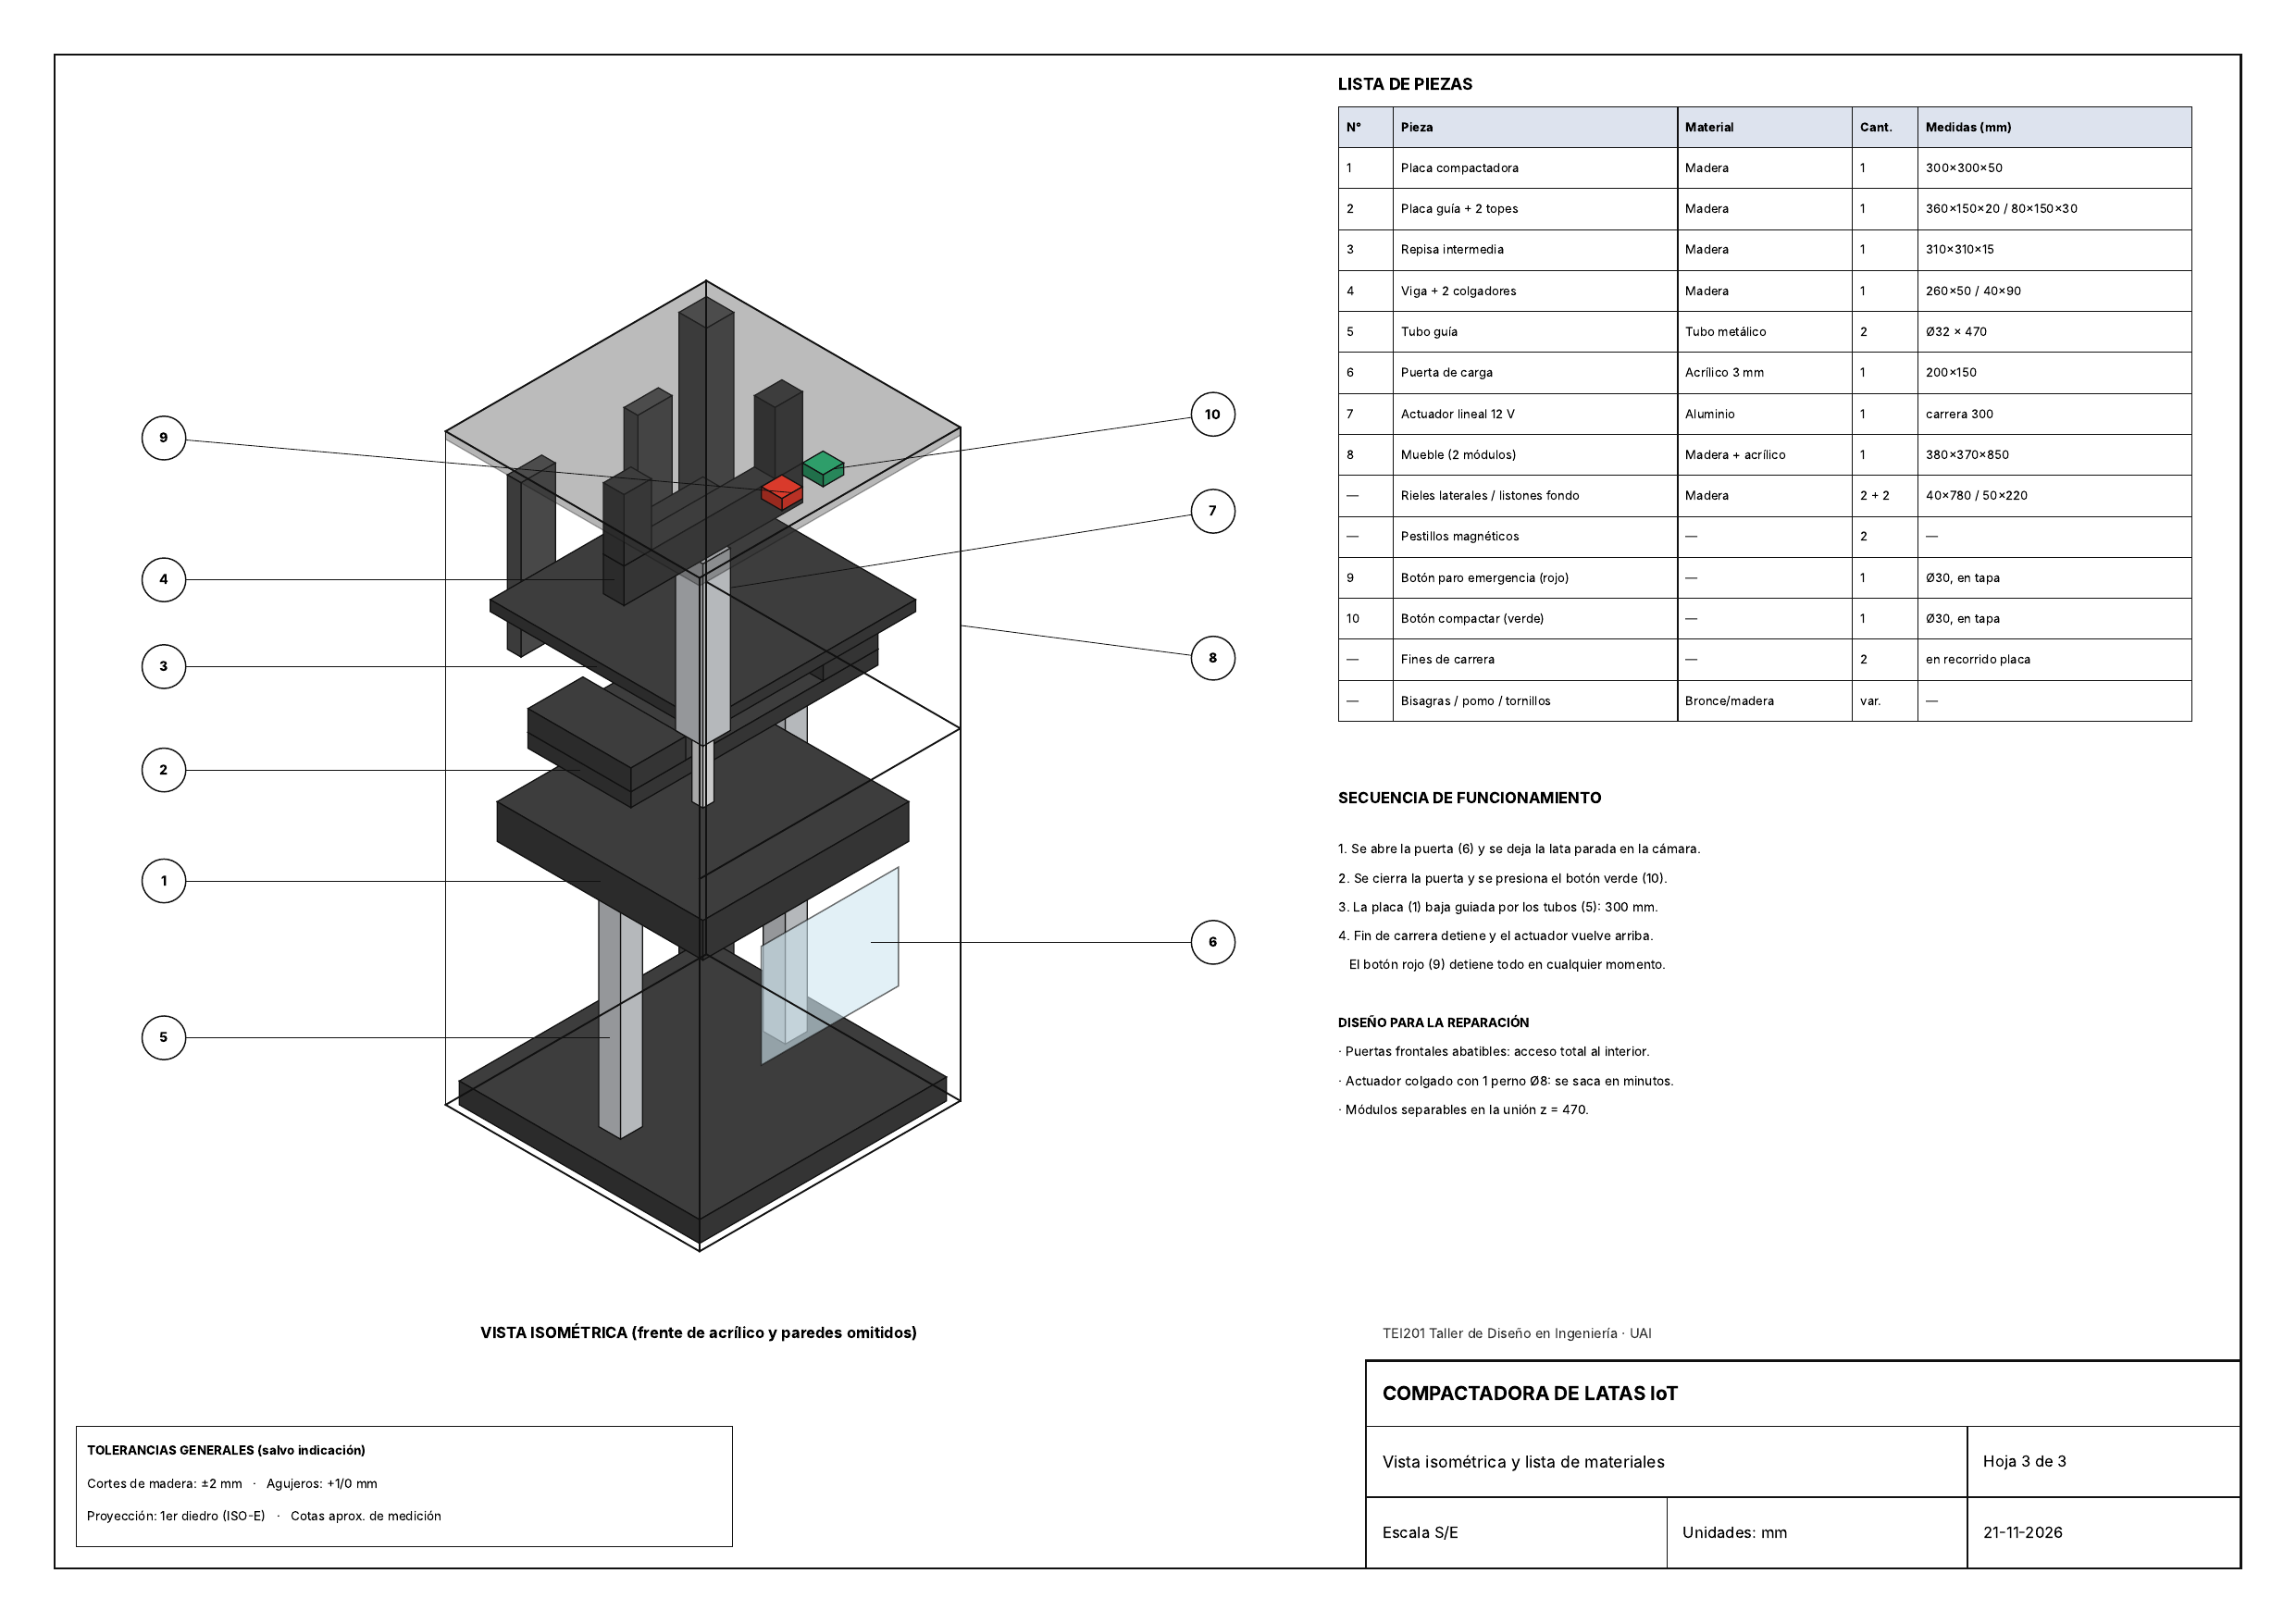 LISTA DE PIEZAS
N° Pieza Material Cant. Medidas (mm)
1 Placa compactadora Madera 1 300×300×50
2 Placa guía + 2 topes Madera 1 360×150×20 / 80×150×30
3 Repisa intermedia Madera 1 310×310×15
4 Viga + 2 colgadores Madera 1 260×50 / 40×90
5 Tubo guía Tubo metálico 2 Ø32 × 470
6 Puerta de carga Acrílico 3 mm 1 200×150
7 Actuador lineal 12 V Aluminio 1 carrera 300
8 Mueble (2 módulos) Madera + acrílico 1 380×370×850
— Rieles laterales / listones fondo Madera 2 + 2 40×780 / 50×220
— Pestillos magnéticos — 2 —
9 Botón paro emergencia (rojo) — 1 Ø30, en tapa
10 Botón compactar (verde) — 1 Ø30, en tapa
— Fines de carrera — 2 en recorrido placa
— Bisagras / pomo / tornillos Bronce/madera var. —
9
4
3
2
1
5
10
7
8
6
VISTA ISOMÉTRICA (frente de acrílico y paredes omitidos)
SECUENCIA DE FUNCIONAMIENTO
1. Se abre la puerta (6) y se deja la lata parada en la cámara.
2. Se cierra la puerta y se presiona el botón verde (10).
3. La placa (1) baja guiada por los tubos (5): 300 mm.
4. Fin de carrera detiene y el actuador vuelve arriba.
El botón rojo (9) detiene todo en cualquier momento.
DISEÑO PARA LA REPARACIÓN
· Puertas frontales abatibles: acceso total al interior.
· Actuador colgado con 1 perno Ø8: se saca en minutos.
· Módulos separables en la unión z = 470.
TOLERANCIAS GENERALES (salvo indicación)
Cortes de madera: ±2 mm · Agujeros: +1/0 mm
Proyección: 1er diedro (ISO-E) · Cotas aprox. de medición
TEI201 Taller de Diseño en Ingeniería · UAI
COMPACTADORA DE LATAS IoT
Vista isométrica y lista de materiales Hoja 3 de 3
Escala S/E Unidades: mm 21-11-2026